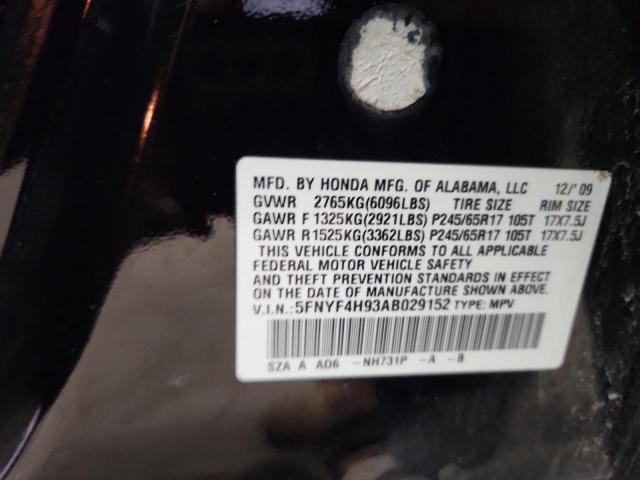 MFD. BY HONDA MFG. OF ALABAMA, LLC 12/'09
GVWR 2765KG(6096LBS) TIRE SIZE RIM SIZE
GAWR F 1325KG(2921LBS) P245/65R17 105T 17X7.5J
GAWR R 1525KG(3362LBS) P245/65R17 105T 17X7.5J
THIS VEHICLE CONFORMS TO ALL APPLICABLE
FEDERAL MOTOR VEHICLE SAFETY
AND THEFT PREVENTION STANDARDS IN EFFECT
ON THE DATE OF MANUFACTURE SHOWN ABOVE.
V.I.N.:5FNYF4H93AB029152 TYPE: MPV
SZA A AD6 -NH731P -A -B